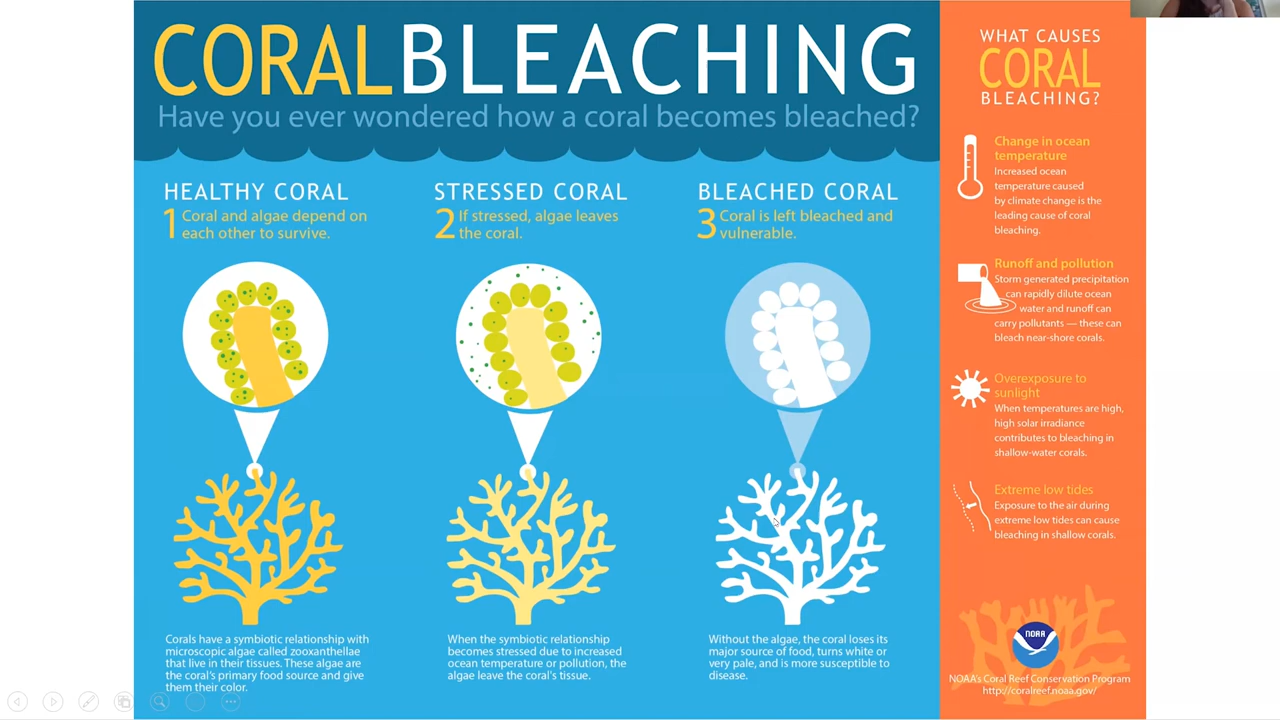 CORALBLEACHING
Have you ever wondered how a coral becomes bleached?
HEALTHY CORAL
1 Coral and algae depend on
each other to survive.
Corals have a symbiotic relationship with
microscopic algae called zooxanthellae
that live in their tissues. These algae are
the coral's primary food source and give
them their color.
STRESSED CORAL
2 If stressed, algae leaves
the coral.
When the symbiotic relationship
becomes stressed due to increased
ocean temperature or pollution, the
algae leave the coral's tissue.
BLEACHED CORAL
3 Coral is left bleached and
vulnerable.
Without the algae, the coral loses its
major source of food, turns white or
very pale, and is more susceptible to
disease.
WHAT CAUSES
CORAL
BLEACHING?
Change in ocean
temperature
Increased ocean
temperature caused
by climate change is the
leading cause of coral
bleaching.
Runoff and pollution
Storm generated precipitation
can rapidly dilute ocean
water and runoff can
carry pollutants — these can
bleach near-shore corals.
Overexposure to
sunlight
When temperatures are high,
high solar irradiance
contributes to bleaching in
shallow-water corals.
Extreme low tides
Exposure to the air during
extreme low tides can cause
bleaching in shallow corals.
NOAA
NOAA's Coral Reef Conservation Program
http://coralreef.noaa.gov/